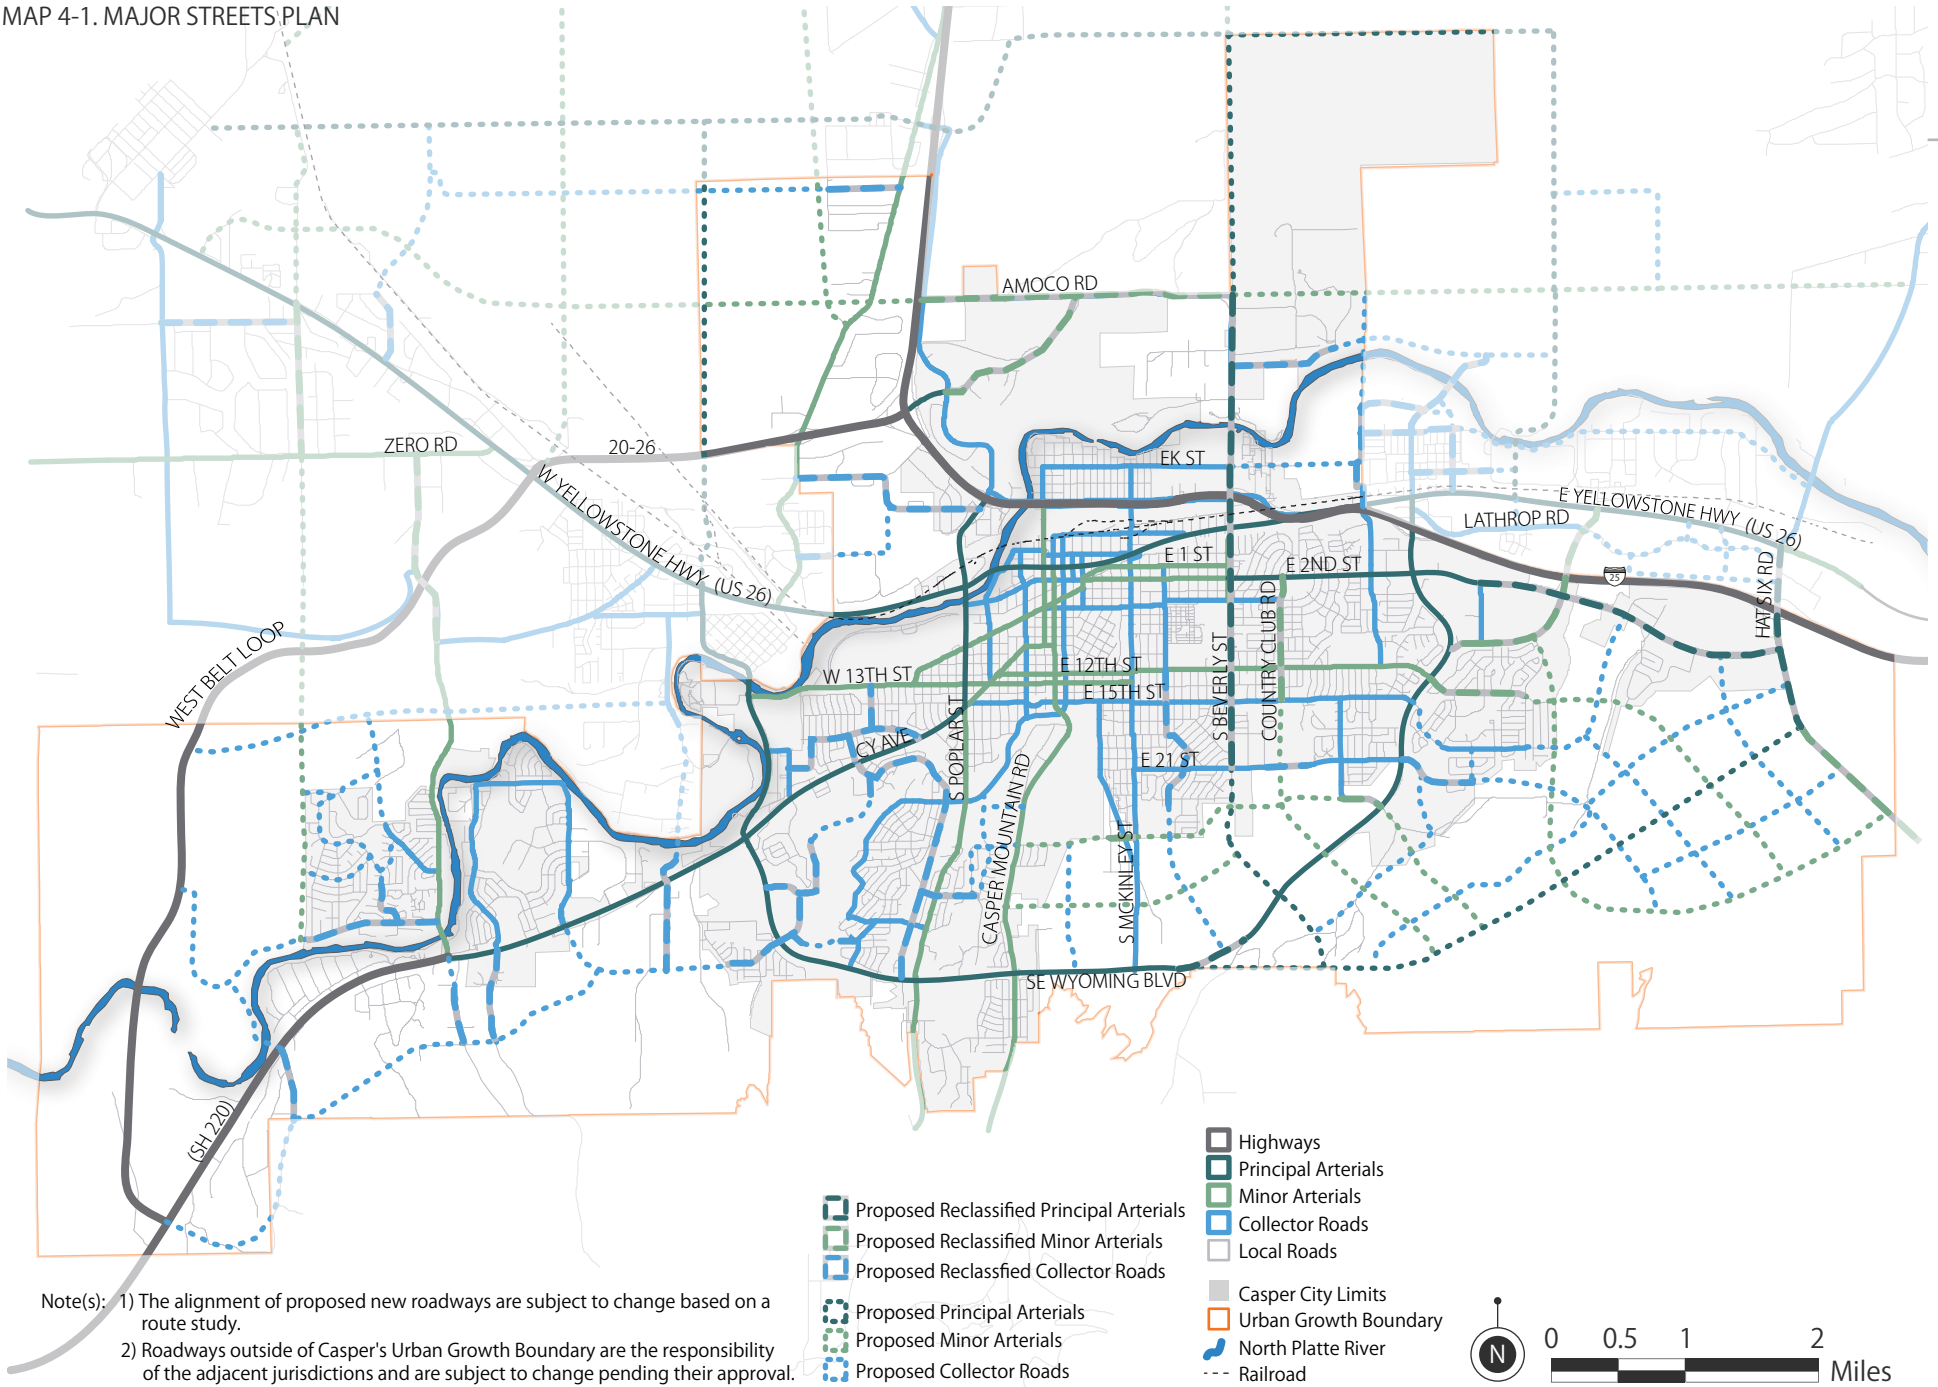 MAP 4-1. MAJOR STREETS PLAN
AMOCO RD
ZERO RD
20-26
W YELLOWSTONE HWY (US 26)
EK ST
E YELLOWSTONE HWY (US 26)
LATHROP RD
E 1 ST
E 2ND ST
25
HAT SIX RD
COUNTRY CLUB RD
S BEVERLY ST
WEST BELT LOOP
W 13TH ST
E 12TH ST
E 15TH ST
CY AVE
S POPLAR ST
E 21 ST
CASPER MOUNTAIN RD
S MCKINLEY ST
SE WYOMING BLVD
(SH 220)
Highways
Principal Arterials
Minor Arterials
Collector Roads
Local Roads
Casper City Limits
Urban Growth Boundary
North Platte River
Railroad
Proposed Reclassified Principal Arterials
Proposed Reclassified Minor Arterials
Proposed Reclassfied Collector Roads
Proposed Principal Arterials
Proposed Minor Arterials
Proposed Collector Roads
Note(s): 1) The alignment of proposed new roadways are subject to change based on a
route study.
2) Roadways outside of Casper's Urban Growth Boundary are the responsibility
of the adjacent jurisdictions and are subject to change pending their approval.
N
0 0.5 1 2
Miles